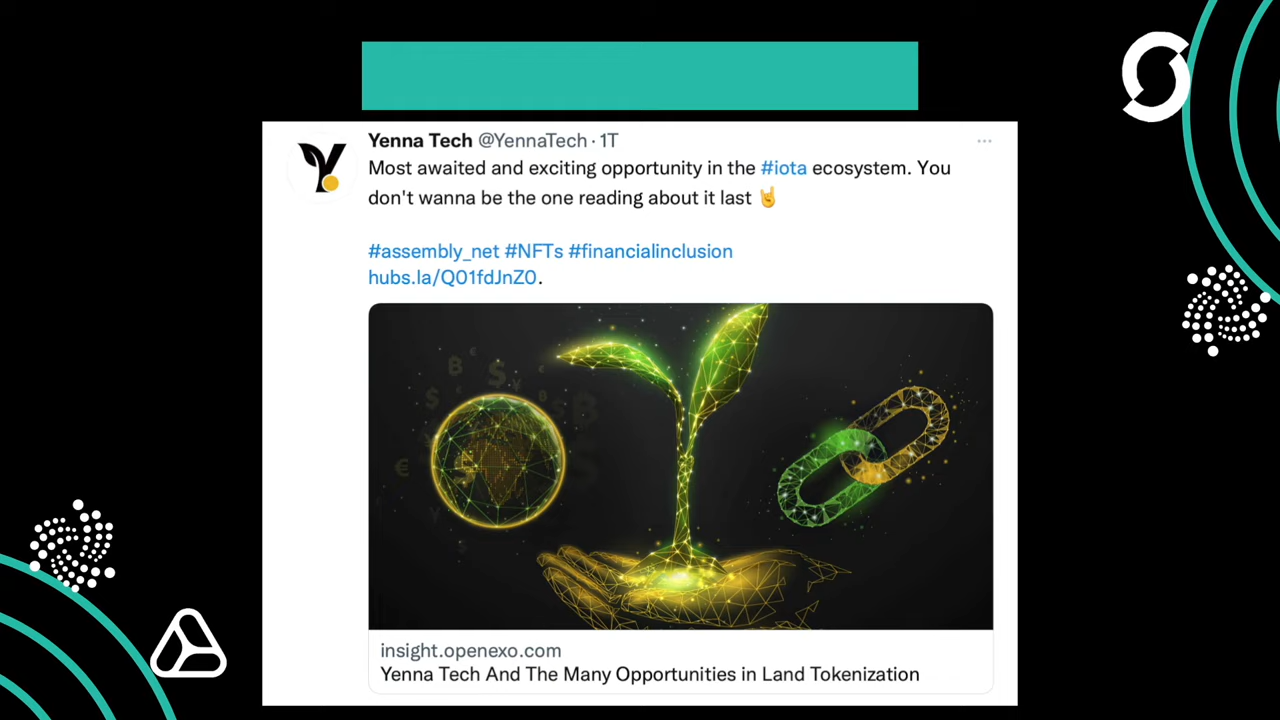 Yenna Tech @YennaTech · 1T
Most awaited and exciting opportunity in the #iota ecosystem. You
don't wanna be the one reading about it last 🤘
#assembly_net #NFTs #financialinclusion
hubs.la/Q01fdJnZ0.
insight.openexo.com
Yenna Tech And The Many Opportunities in Land Tokenization